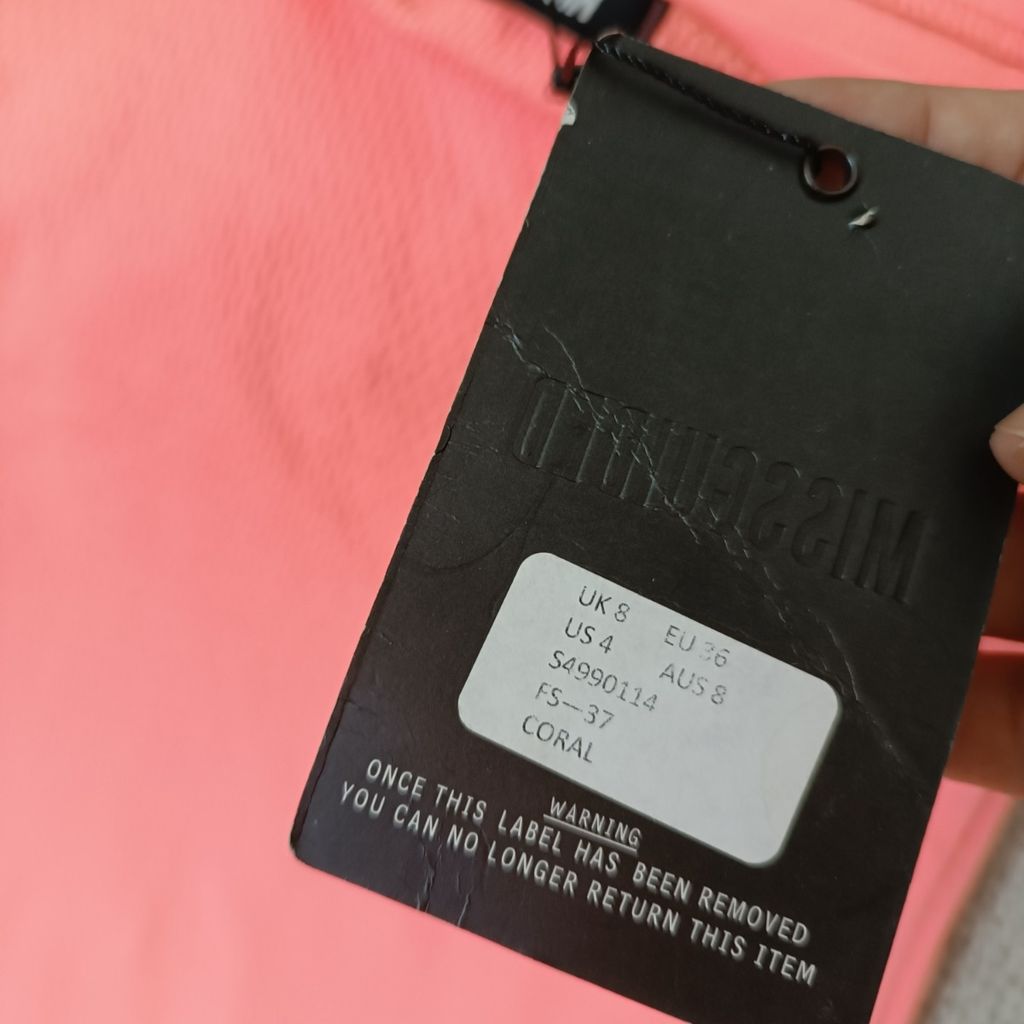 MISSGUIDED
UK 8 EU 36
US 4 AUS 8
S4990114
FS-37
CORAL
WARNING
ONCE THIS LABEL HAS BEEN REMOVED
YOU CAN NO LONGER RETURN THIS ITEM